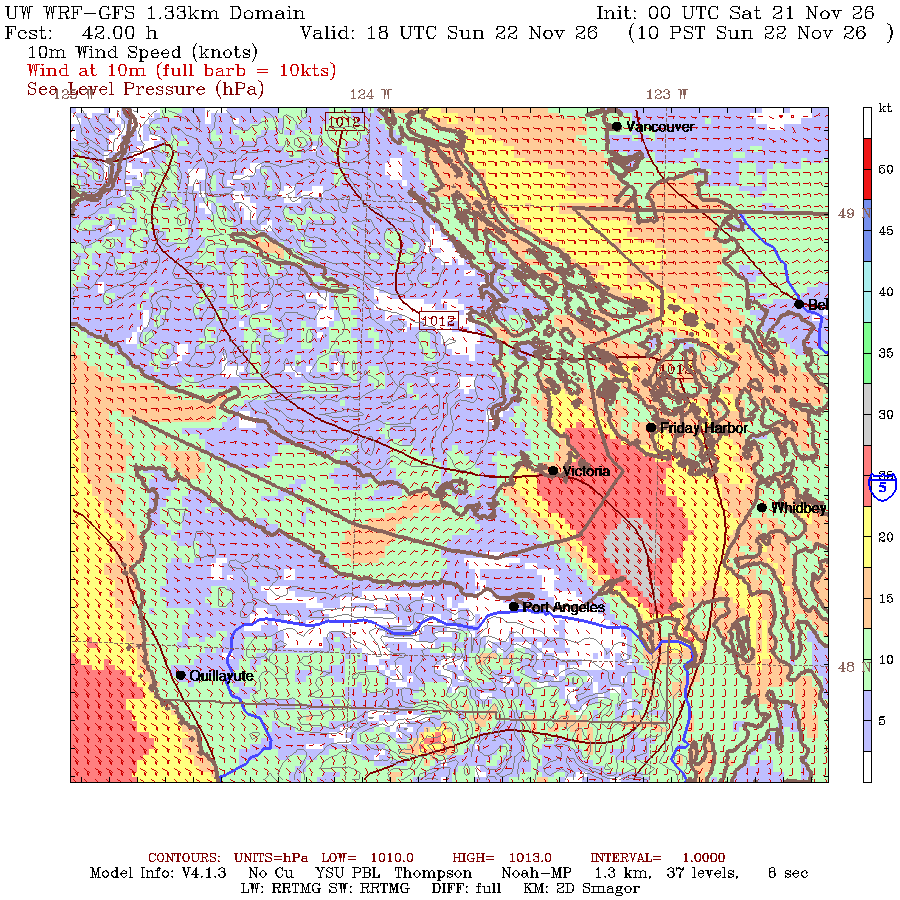 UW WRF-GFS 1.33km Domain Init: 00 UTC Sat 21 Nov 26
Fcst: 42.00 h Valid: 18 UTC Sun 22 Nov 26 (10 PST Sun 22 Nov 26 )
10m Wind Speed (knots)
Wind at 10m (full barb = 10kts)
Sea Level Pressure (hPa)
125 W 124 W 123 W
kt
1012
Vancouver
60
49 N
45
40
Bel
1012
35
1012
30
Friday Harbor
Victoria
35
5
Whidbey
20
15
Port Angeles
10
48 N
Quillayute
5
CONTOURS: UNITS=hPa LOW= 1010.0 HIGH= 1013.0 INTERVAL= 1.0000
Model Info: V4.1.3 No Cu YSU PBL Thompson Noah-MP 1.3 km, 37 levels, 8 sec
LW: RRTMG SW: RRTMG DIFF: full KM: 2D Smagor